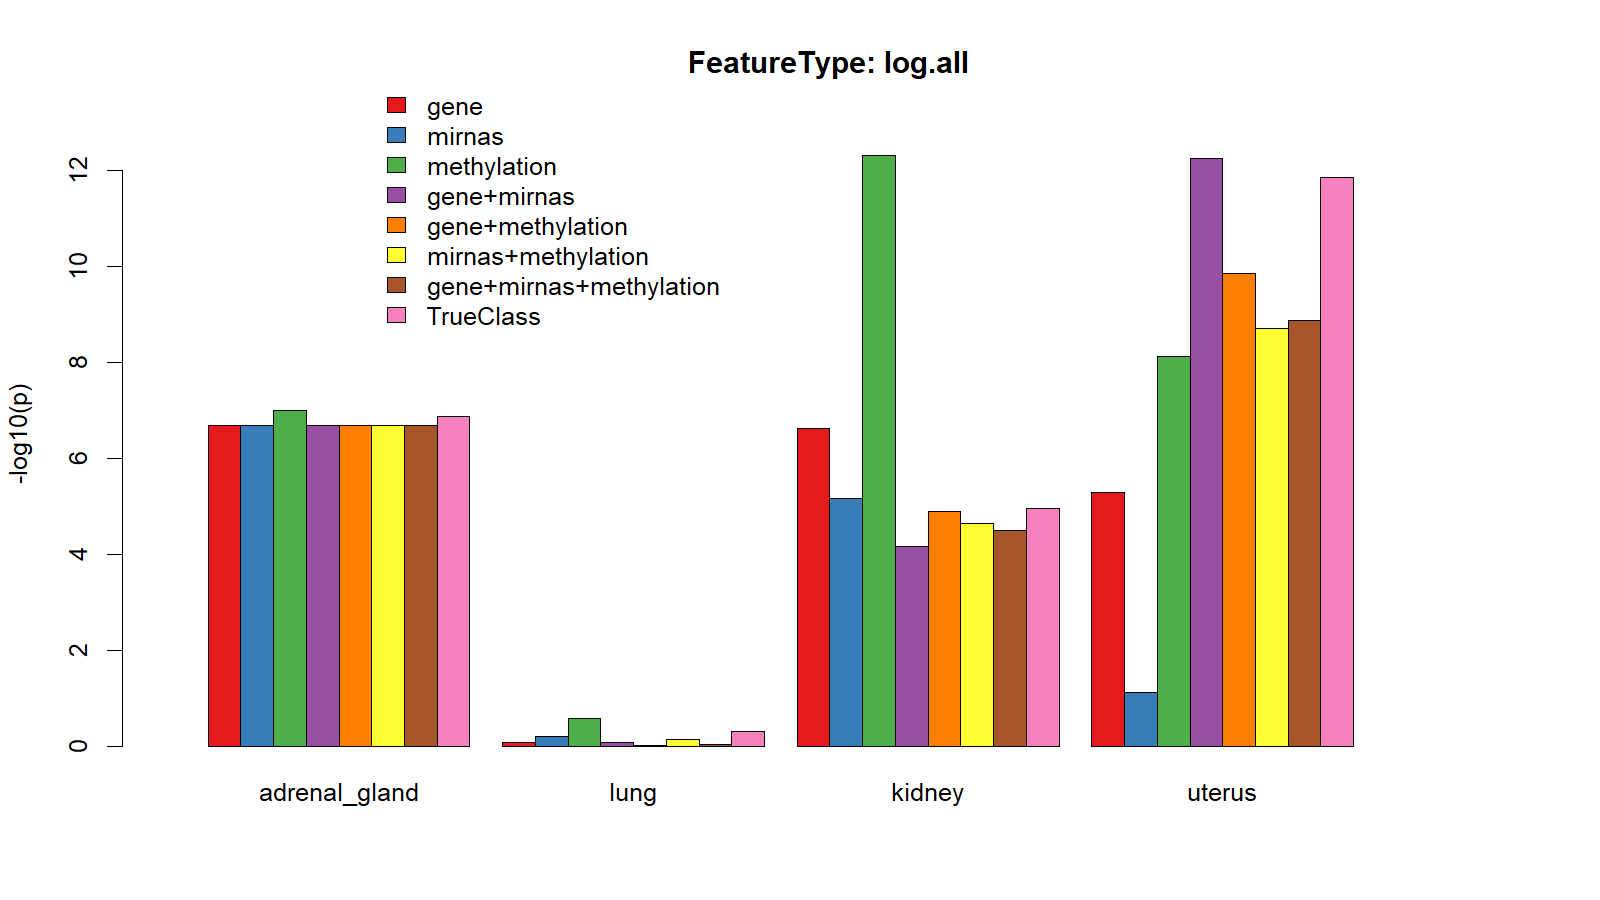 FeatureType: log.all
gene
mirnas
methylation
gene+mirnas
gene+methylation
mirnas+methylation
gene+mirnas+methylation
TrueClass
-log10(p)
12
10
8
6
4
2
0
adrenal_gland
lung
kidney
uterus